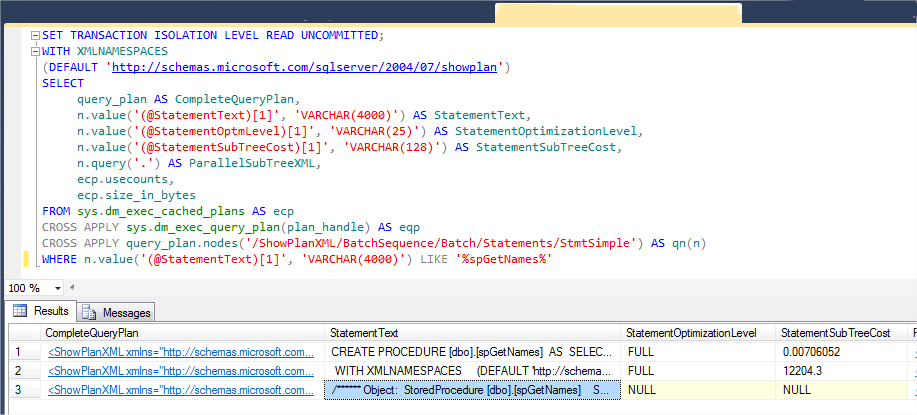 SET TRANSACTION ISOLATION LEVEL READ UNCOMMITTED;
WITH XMLNAMESPACES
(DEFAULT 'http://schemas.microsoft.com/sqlserver/2004/07/showplan')
SELECT
query_plan AS CompleteQueryPlan,
n.value('(@StatementText)[1]', 'VARCHAR(4000)') AS StatementText,
n.value('(@StatementOptmLevel)[1]', 'VARCHAR(25)') AS StatementOptimizationLevel,
n.value('(@StatementSubTreeCost)[1]', 'VARCHAR(128)') AS StatementSubTreeCost,
n.query('.') AS ParallelSubTreeXML,
ecp.usecounts,
ecp.size_in_bytes
FROM sys.dm_exec_cached_plans AS ecp
CROSS APPLY sys.dm_exec_query_plan(plan_handle) AS eqp
CROSS APPLY query_plan.nodes('/ShowPlanXML/BatchSequence/Batch/Statements/StmtSimple') AS qn(n)
WHERE n.value('(@StatementText)[1]', 'VARCHAR(4000)') LIKE '%spGetNames%'
100 %
Results Messages
CompleteQueryPlan StatementText StatementOptimizationLevel StatementSubTreeCost
1 <ShowPlanXML xmlns="http://schemas.microsoft.com... CREATE PROCEDURE [dbo].[spGetNames] AS SELEC... FULL 0.00706052
2 <ShowPlanXML xmlns="http://schemas.microsoft.com... WITH XMLNAMESPACES (DEFAULT 'http://schema... FULL 12204.3
3 <ShowPlanXML xmlns="http://schemas.microsoft.com... /****** Object: StoredProcedure [dbo].[spGetNames] S... NULL NULL